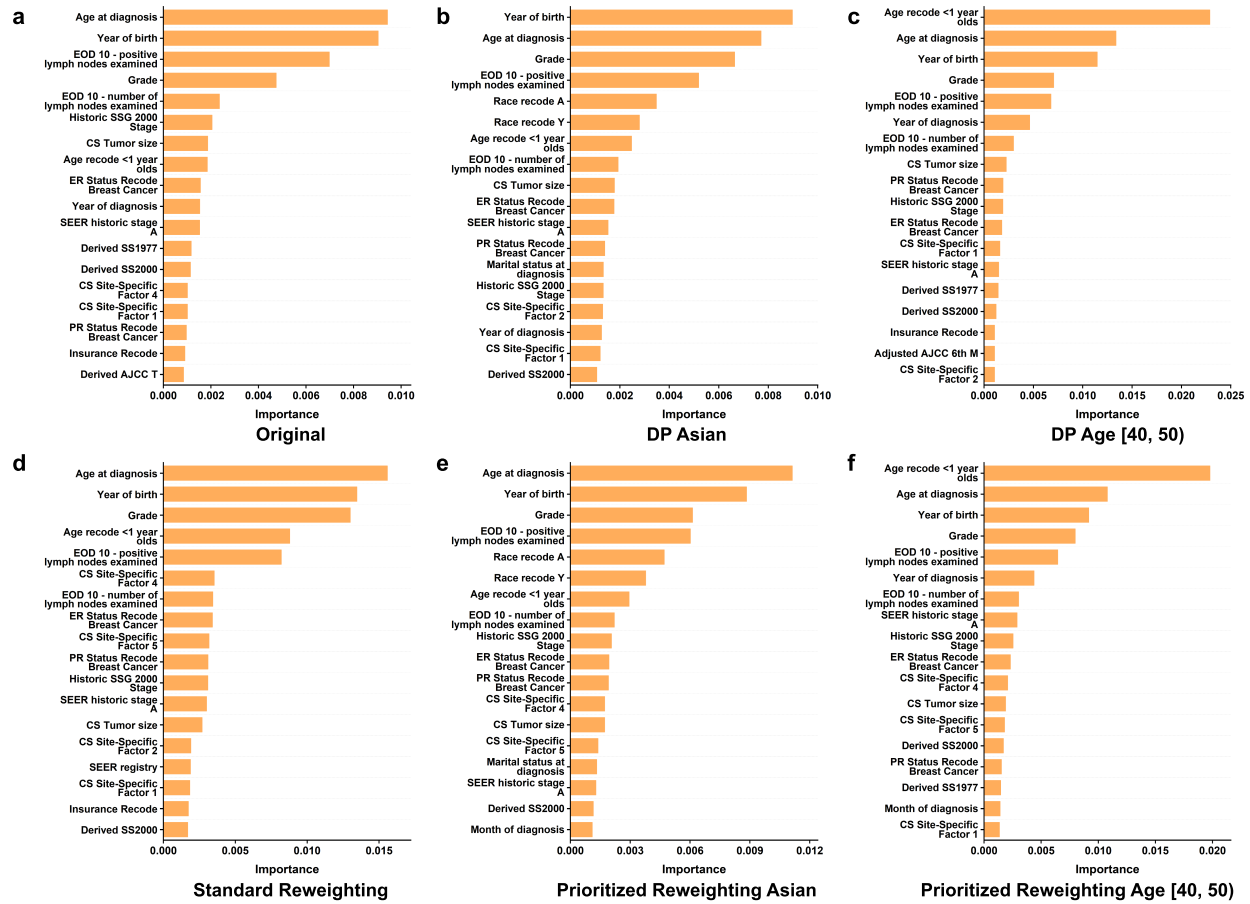 a
Age at diagnosis
Year of birth
EOD 10 - positive
lymph nodes examined
Grade
EOD 10 - number of
lymph nodes examined
Historic SSG 2000
Stage
CS Tumor size
Age recode <1 year
olds
ER Status Recode
Breast Cancer
Year of diagnosis
SEER historic stage
A
Derived SS1977
Derived SS2000
CS Site-Specific
Factor 4
CS Site-Specific
Factor 1
PR Status Recode
Breast Cancer
Insurance Recode
Derived AJCC T
0.000 0.002 0.004 0.006 0.008 0.010
Importance
Original
b
Year of birth
Age at diagnosis
Grade
EOD 10 - positive
lymph nodes examined
Race recode A
Race recode Y
Age recode <1 year
olds
EOD 10 - number of
lymph nodes examined
CS Tumor size
ER Status Recode
Breast Cancer
SEER historic stage
A
PR Status Recode
Breast Cancer
Marital status at
diagnosis
Historic SSG 2000
Stage
CS Site-Specific
Factor 2
Year of diagnosis
CS Site-Specific
Factor 1
Derived SS2000
0.000 0.002 0.004 0.006 0.008 0.010
Importance
DP Asian
c
Age recode <1 year
olds
Age at diagnosis
Year of birth
Grade
EOD 10 - positive
lymph nodes examined
Year of diagnosis
EOD 10 - number of
lymph nodes examined
CS Tumor size
PR Status Recode
Breast Cancer
Historic SSG 2000
Stage
ER Status Recode
Breast Cancer
CS Site-Specific
Factor 1
SEER historic stage
A
Derived SS1977
Derived SS2000
Insurance Recode
Adjusted AJCC 6th M
CS Site-Specific
Factor 2
0.000 0.005 0.010 0.015 0.020 0.025
Importance
DP Age [40, 50)
d
Age at diagnosis
Year of birth
Grade
Age recode <1 year
olds
EOD 10 - positive
lymph nodes examined
CS Site-Specific
Factor 4
EOD 10 - number of
lymph nodes examined
ER Status Recode
Breast Cancer
CS Site-Specific
Factor 5
PR Status Recode
Breast Cancer
Historic SSG 2000
Stage
SEER historic stage
A
CS Tumor size
CS Site-Specific
Factor 2
SEER registry
CS Site-Specific
Factor 1
Insurance Recode
Derived SS2000
0.000 0.005 0.010 0.015
Importance
Standard Reweighting
e
Age at diagnosis
Year of birth
Grade
EOD 10 - positive
lymph nodes examined
Race recode A
Race recode Y
Age recode <1 year
olds
EOD 10 - number of
lymph nodes examined
Historic SSG 2000
Stage
ER Status Recode
Breast Cancer
PR Status Recode
Breast Cancer
CS Site-Specific
Factor 4
CS Tumor size
CS Site-Specific
Factor 5
Marital status at
diagnosis
SEER historic stage
A
Derived SS2000
Month of diagnosis
0.000 0.003 0.006 0.009 0.012
Importance
Prioritized Reweighting Asian
f
Age recode <1 year
olds
Age at diagnosis
Year of birth
Grade
EOD 10 - positive
lymph nodes examined
Year of diagnosis
EOD 10 - number of
lymph nodes examined
SEER historic stage
A
Historic SSG 2000
Stage
ER Status Recode
Breast Cancer
CS Site-Specific
Factor 4
CS Tumor size
CS Site-Specific
Factor 5
Derived SS2000
PR Status Recode
Breast Cancer
Derived SS1977
Month of diagnosis
CS Site-Specific
Factor 1
0.000 0.005 0.010 0.015 0.020
Importance
Prioritized Reweighting Age [40, 50)